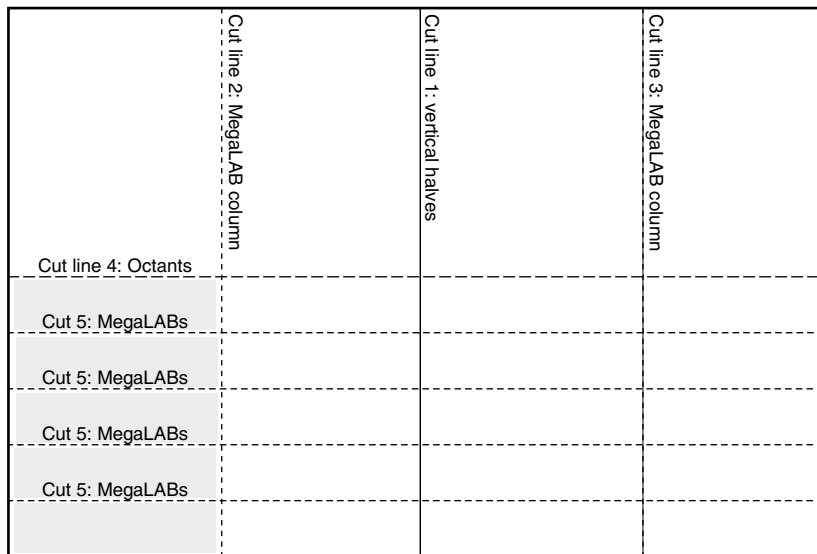 Cut line 2: MegaLAB column
Cut line 1: vertical halves
Cut line 3: MegaLAB column
Cut line 4: Octants
Cut 5: MegaLABs
Cut 5: MegaLABs
Cut 5: MegaLABs
Cut 5: MegaLABs